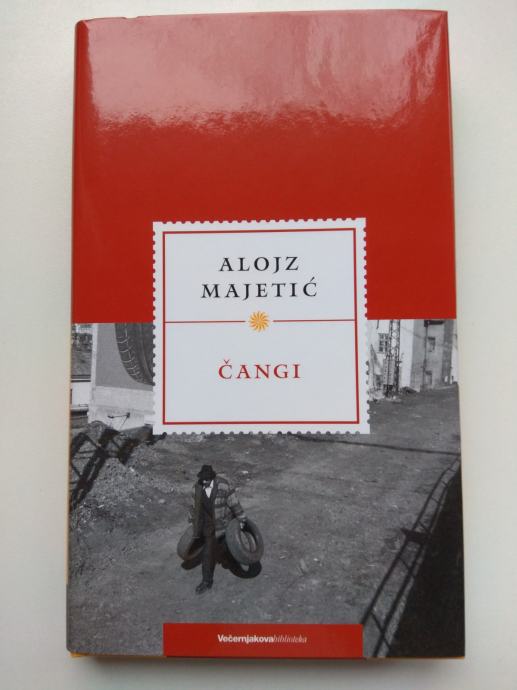 ALOJZ
MAJETIĆ
ČANGI
Večernjakovabiblioteka